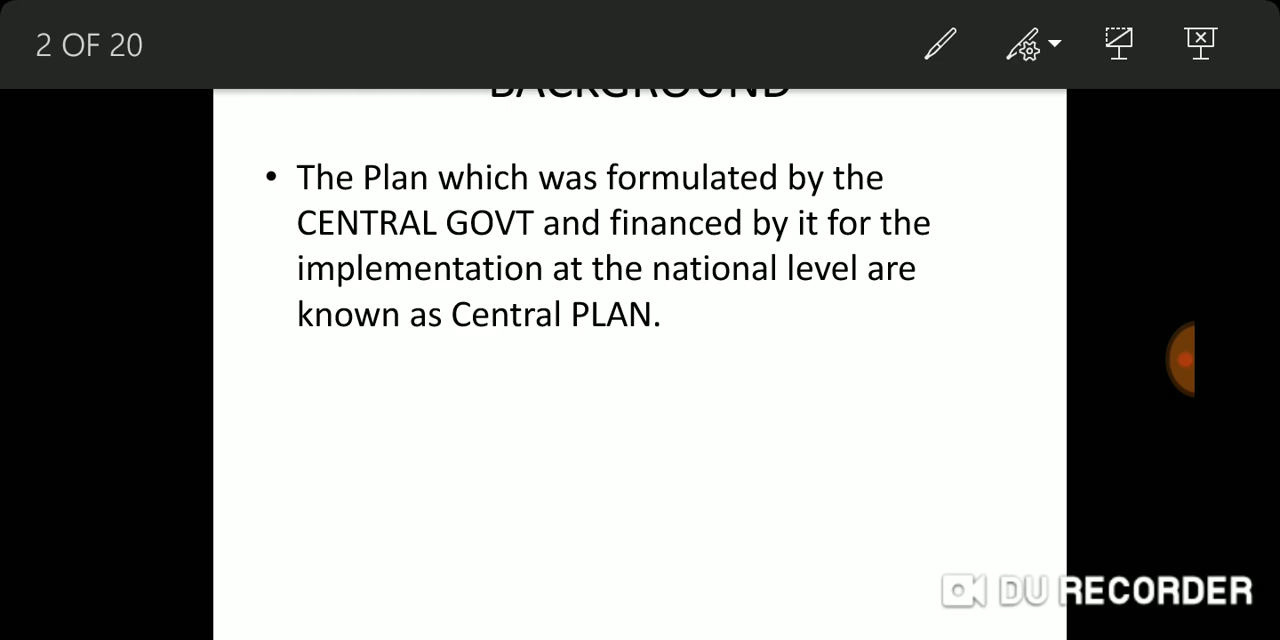 2 OF 20
BACKGROUND
• The Plan which was formulated by the
CENTRAL GOVT and financed by it for the
implementation at the national level are
known as Central PLAN.
DU RECORDER